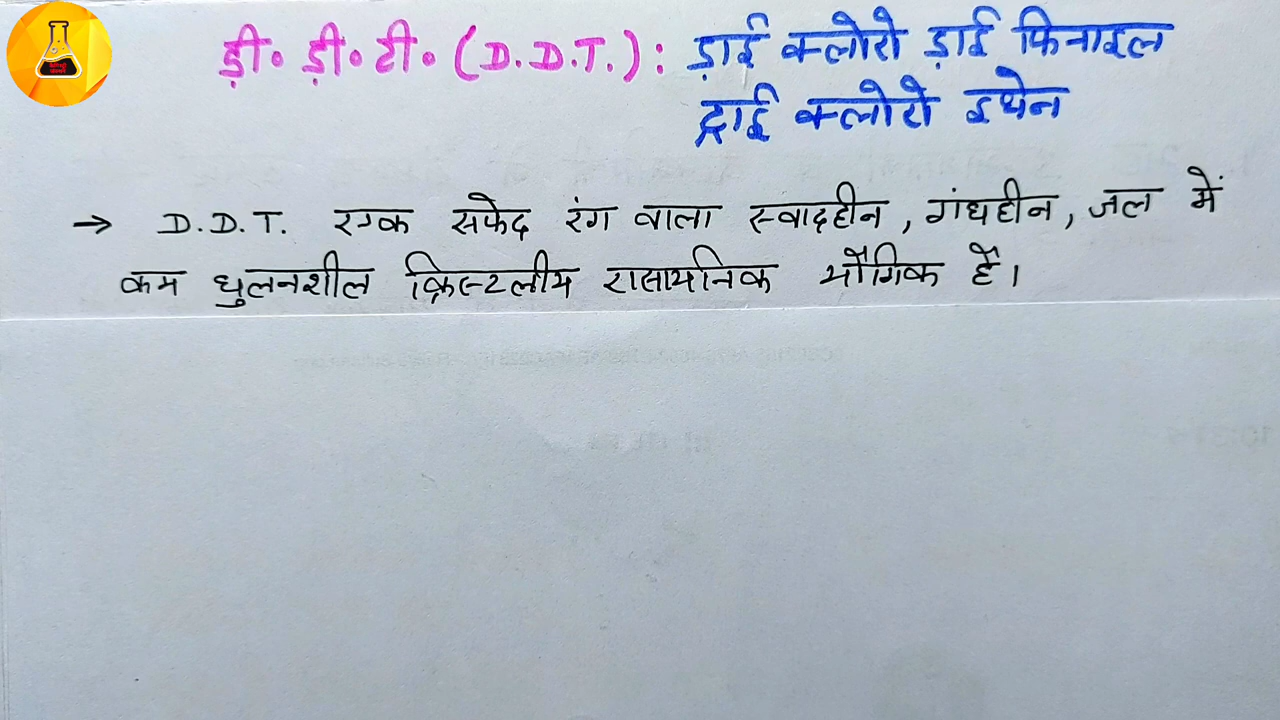 डी॰ डी॰ टी॰ (D.D.T.): ड़ाई क्लोरो ड़ाई फिनाइल
ट्राई क्लोरो इथेन
→ D.D.T. एक सफेद रंग वाला स्वादहीन, गंधहीन, जल में
कम घुलनशील क्रिस्टलीय रासायनिक यौगिक है।